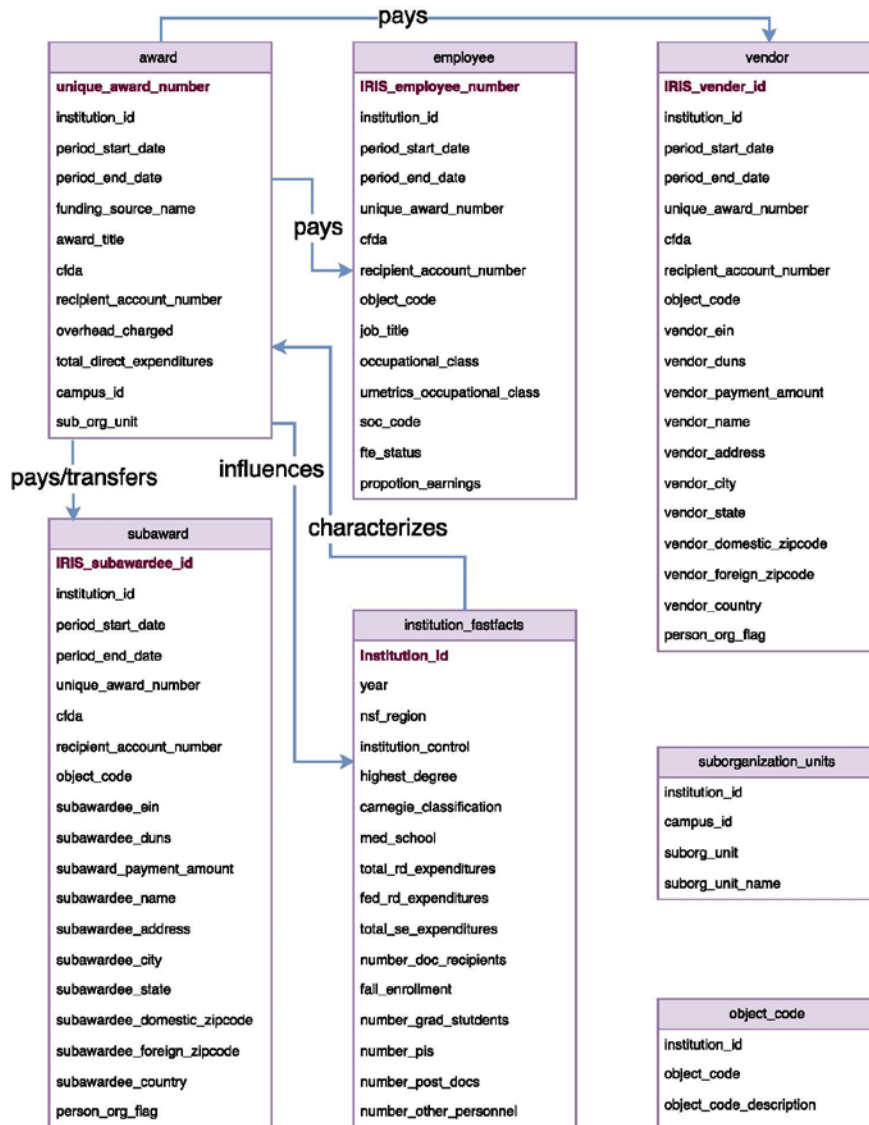 pays
award
unique_award_number
institution_id
period_start_date
period_end_date
funding_source_name
award_title
cfda
recipient_account_number
overhead_charged
total_direct_expenditures
campus_id
sub_org_unit
employee
IRIS_employee_number
institution_id
period_start_date
period_end_date
unique_award_number
cfda
recipient_account_number
object_code
job_title
occupational_class
umetrics_occupational_class
soc_code
fte_status
propotion_earnings
vendor
IRIS_vender_id
institution_id
period_start_date
period_end_date
unique_award_number
cfda
recipient_account_number
object_code
vendor_ein
vendor_duns
vendor_payment_amount
vendor_name
vendor_address
vendor_city
vendor_state
vendor_domestic_zipcode
vendor_foreign_zipcode
vendor_country
person_org_flag
pays
pays/transfers
influences
characterizes
subaward
IRIS_subawardee_id
institution_id
period_start_date
period_end_date
unique_award_number
cfda
recipient_account_number
object_code
subawardee_ein
subawardee_duns
subaward_payment_amount
subawardee_name
subawardee_address
subawardee_city
subawardee_state
subawardee_domestic_zipcode
subawardee_foreign_zipcode
subawardee_country
person_org_flag
institution_fastfacts
Institution_id
year
nsf_region
institution_control
highest_degree
carnegie_classification
med_school
total_rd_expenditures
fed_rd_expenditures
total_se_expenditures
number_doc_recipients
fall_enrollment
number_grad_stutdents
number_pis
number_post_docs
number_other_personnel
suborganization_units
institution_id
campus_id
suborg_unit
suborg_unit_name
object_code
institution_id
object_code
object_code_description